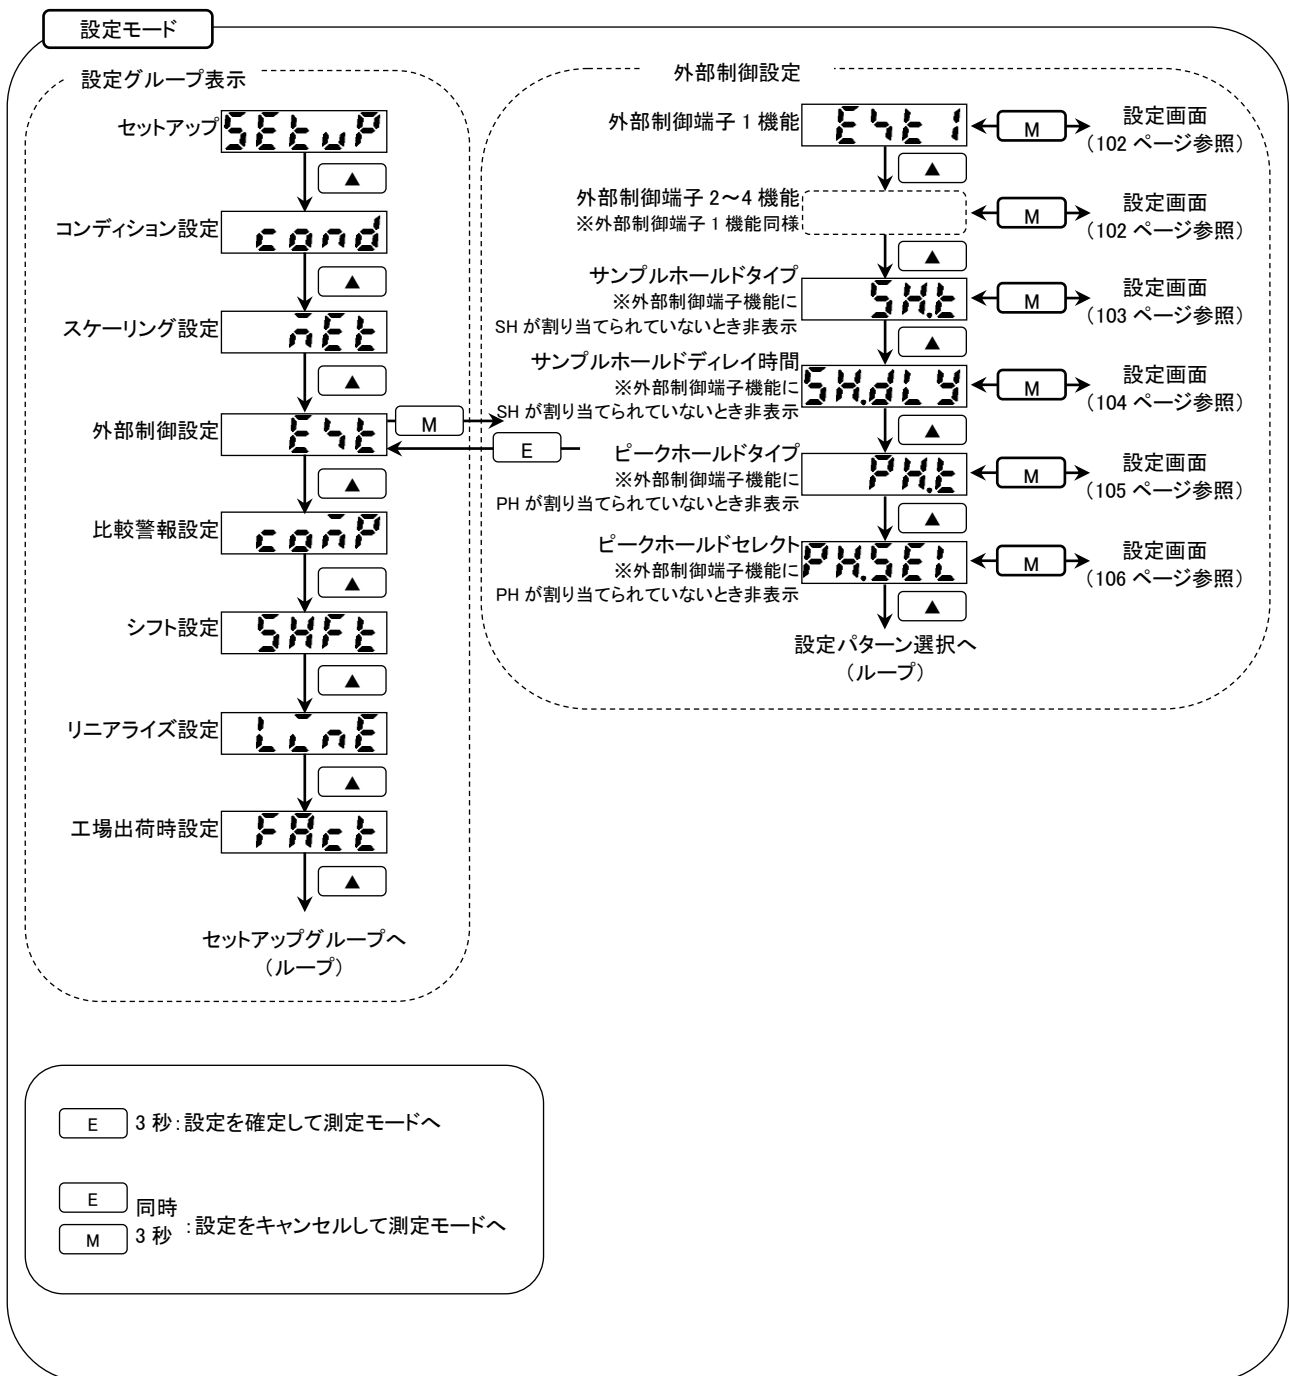 設定モード
設定グループ表示
セットアップ SEtuP
▲
コンディション設定 cond
▲
スケーリング設定 mEt
▲
外部制御設定 EXt
M
E
▲
比較警報設定 comP
▲
シフト設定 SHFt
▲
リニアライズ設定 LinE
▲
工場出荷時設定 FAct
▲
セットアップグループへ
(ループ)
外部制御設定
外部制御端子 1 機能 EXt1 M 設定画面
(102 ページ参照)
▲
外部制御端子 2~4 機能
※外部制御端子 1 機能同様
M 設定画面
(102 ページ参照)
▲
サンプルホールドタイプ
※外部制御端子機能に
SH が割り当てられていないとき非表示
SH.t M 設定画面
(103 ページ参照)
▲
サンプルホールドディレイ時間
※外部制御端子機能に
SH が割り当てられていないとき非表示
SH.dLY M 設定画面
(104 ページ参照)
▲
ピークホールドタイプ
※外部制御端子機能に
PH が割り当てられていないとき非表示
PH.t M 設定画面
(105 ページ参照)
▲
ピークホールドセレクト
※外部制御端子機能に
PH が割り当てられていないとき非表示
PH.SEL M 設定画面
(106 ページ参照)
▲
設定パターン選択へ
(ループ)
E 3 秒:設定を確定して測定モードへ
E 同時
M 3 秒 :設定をキャンセルして測定モードへ